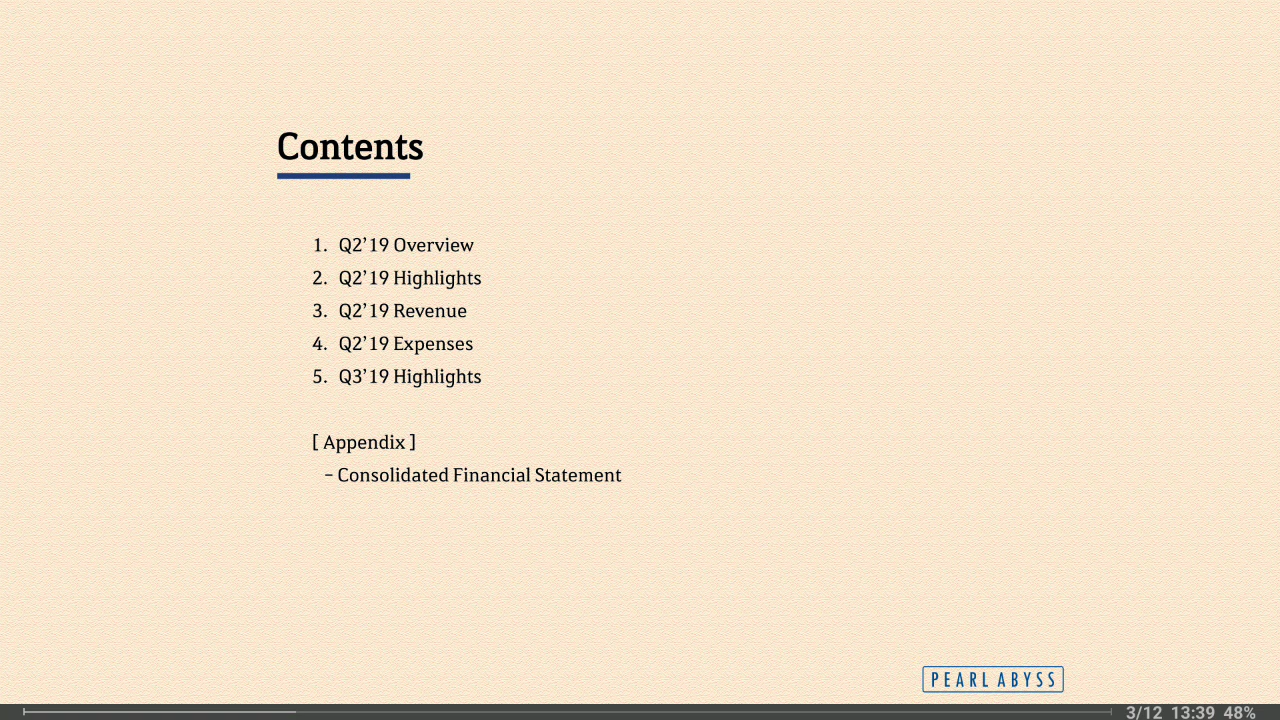 Contents
1. Q2’19 Overview
2. Q2’19 Highlights
3. Q2’19 Revenue
4. Q2’19 Expenses
5. Q3’19 Highlights
[ Appendix ]
– Consolidated Financial Statement
PEARL ABYSS
3/12 13:39 48%